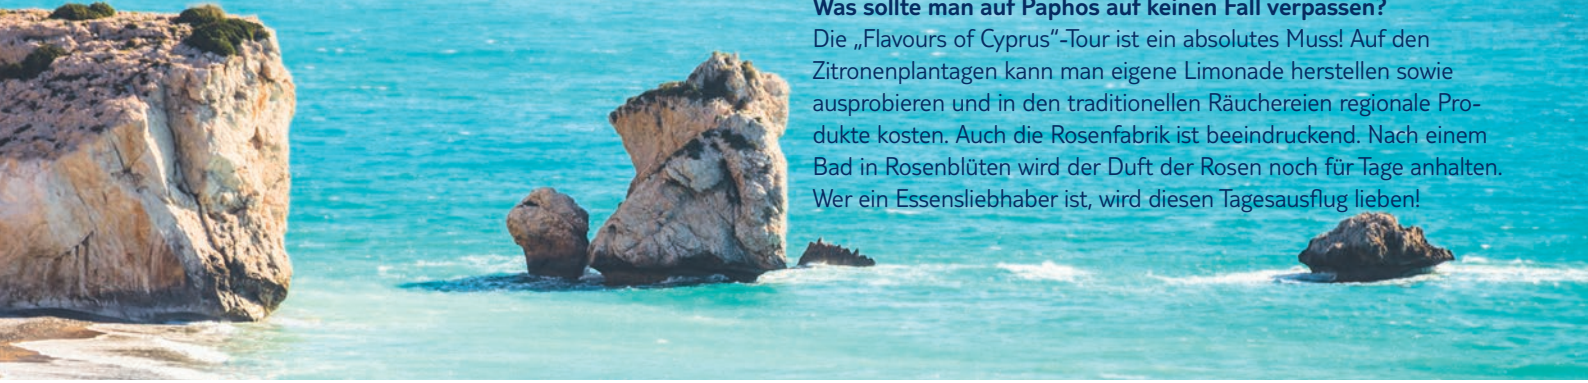 Was sollte man auf Paphos auf keinen Fall verpassen?
Die „Flavours of Cyprus“-Tour ist ein absolutes Muss! Auf den
Zitronenplantagen kann man eigene Limonade herstellen sowie
ausprobieren und in den traditionellen Räuchereien regionale Pro-
dukte kosten. Auch die Rosenfabrik ist beeindruckend. Nach einem
Bad in Rosenblüten wird der Duft der Rosen noch für Tage anhalten.
Wer ein Essensliebhaber ist, wird diesen Tagesausflug lieben!